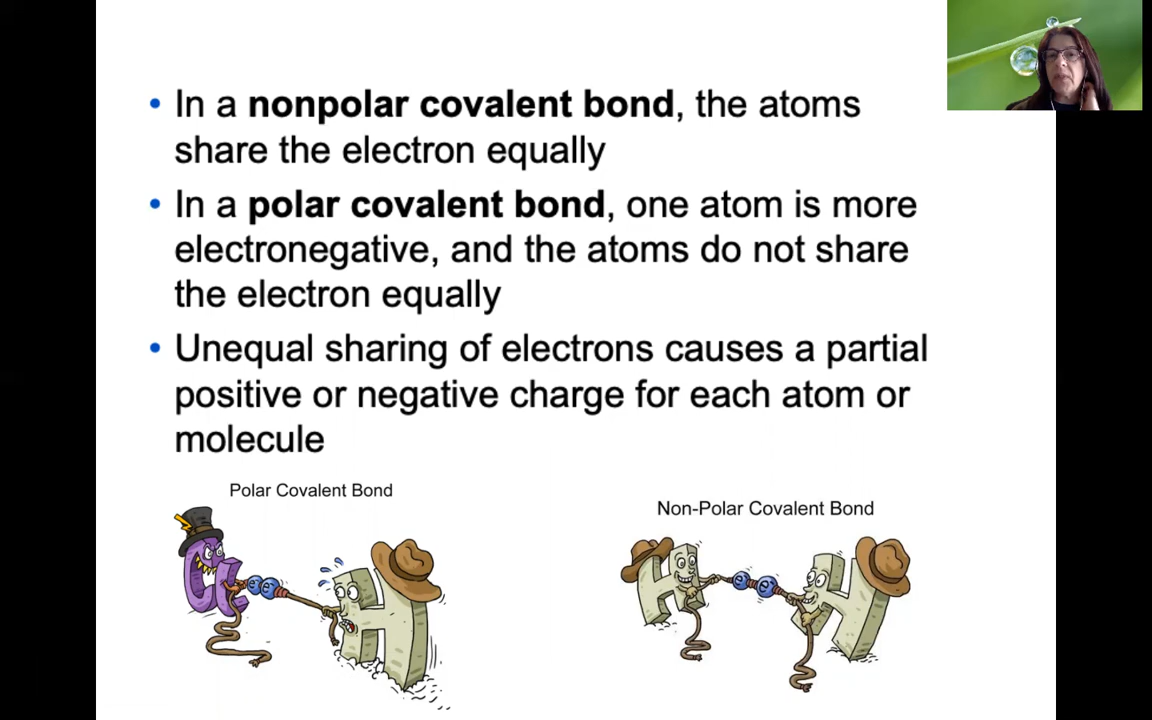 • In a nonpolar covalent bond, the atoms
share the electron equally
• In a polar covalent bond, one atom is more
electronegative, and the atoms do not share
the electron equally
• Unequal sharing of electrons causes a partial
positive or negative charge for each atom or
molecule
Polar Covalent Bond
Non-Polar Covalent Bond
Cl e e H
H e e H